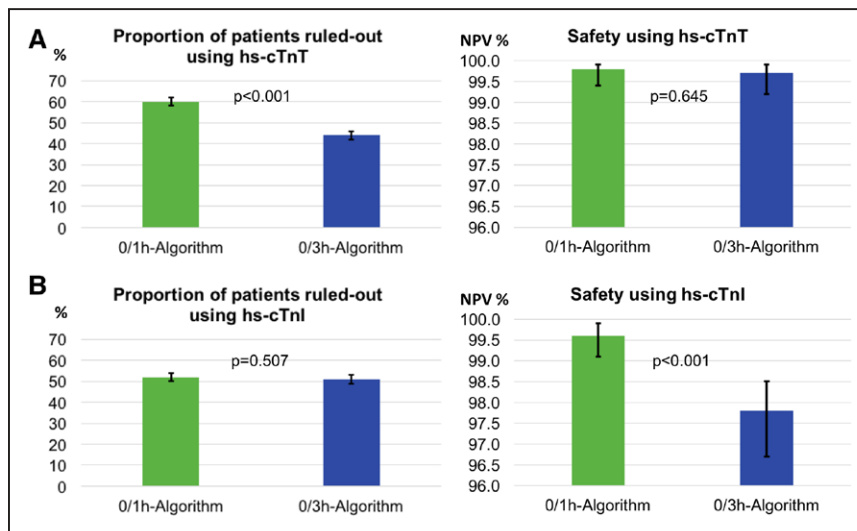 A
Proportion of patients ruled-out
using hs-cTnT
%
70
60
50
40
30
20
10
0
p<0.001
0/1h-Algorithm
0/3h-Algorithm
Safety using hs-cTnT
NPV %
100.0
99.5
99.0
98.5
98.0
97.5
97.0
96.5
96.0
p=0.645
0/1h-Algorithm
0/3h-Algorithm
B
Proportion of patients ruled-out
using hs-cTnI
%
70
60
50
40
30
20
10
0
p=0.507
0/1h-Algorithm
0/3h-Algorithm
Safety using hs-cTnI
NPV %
100.0
99.5
99.0
98.5
98.0
97.5
97.0
96.5
96.0
p<0.001
0/1h-Algorithm
0/3h-Algorithm